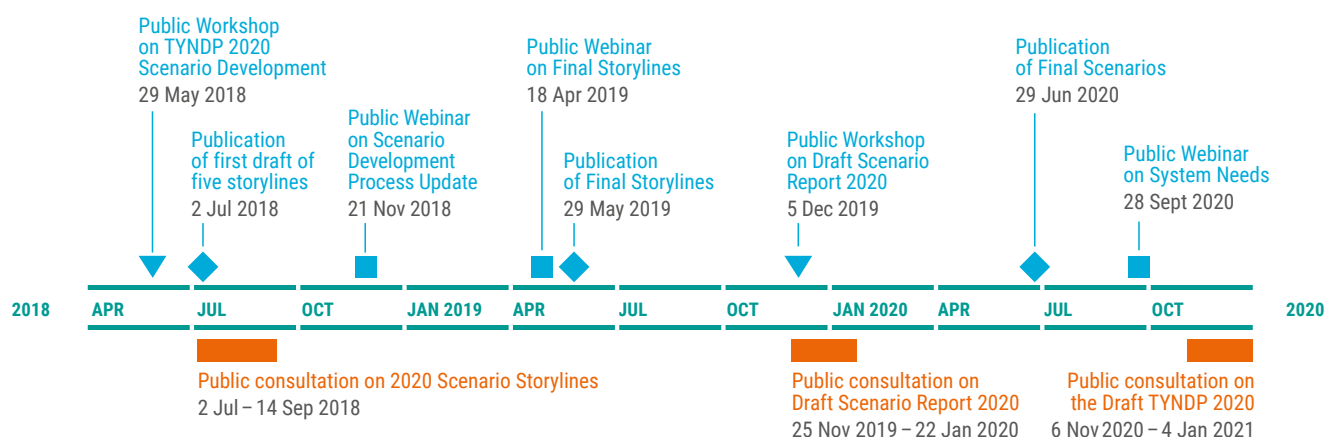 Public Workshop
on TYNDP 2020
Scenario Development
29 May 2018
Publication
of first draft of
five storylines
2 Jul 2018
Public Webinar
on Scenario
Development
Process Update
21 Nov 2018
Public Webinar
on Final Storylines
18 Apr 2019
Publication
of Final Storylines
29 May 2019
Public Workshop
on Draft Scenario
Report 2020
5 Dec 2019
Publication
of Final Scenarios
29 Jun 2020
Public Webinar
on System Needs
28 Sept 2020
2018 APR JUL OCT JAN 2019 APR JUL OCT JAN 2020 APR JUL OCT 2020
Public consultation on 2020 Scenario Storylines
2 Jul – 14 Sep 2018
Public consultation on
Draft Scenario Report 2020
25 Nov 2019 – 22 Jan 2020
Public consultation on
the Draft TYNDP 2020
6 Nov 2020 – 4 Jan 2021